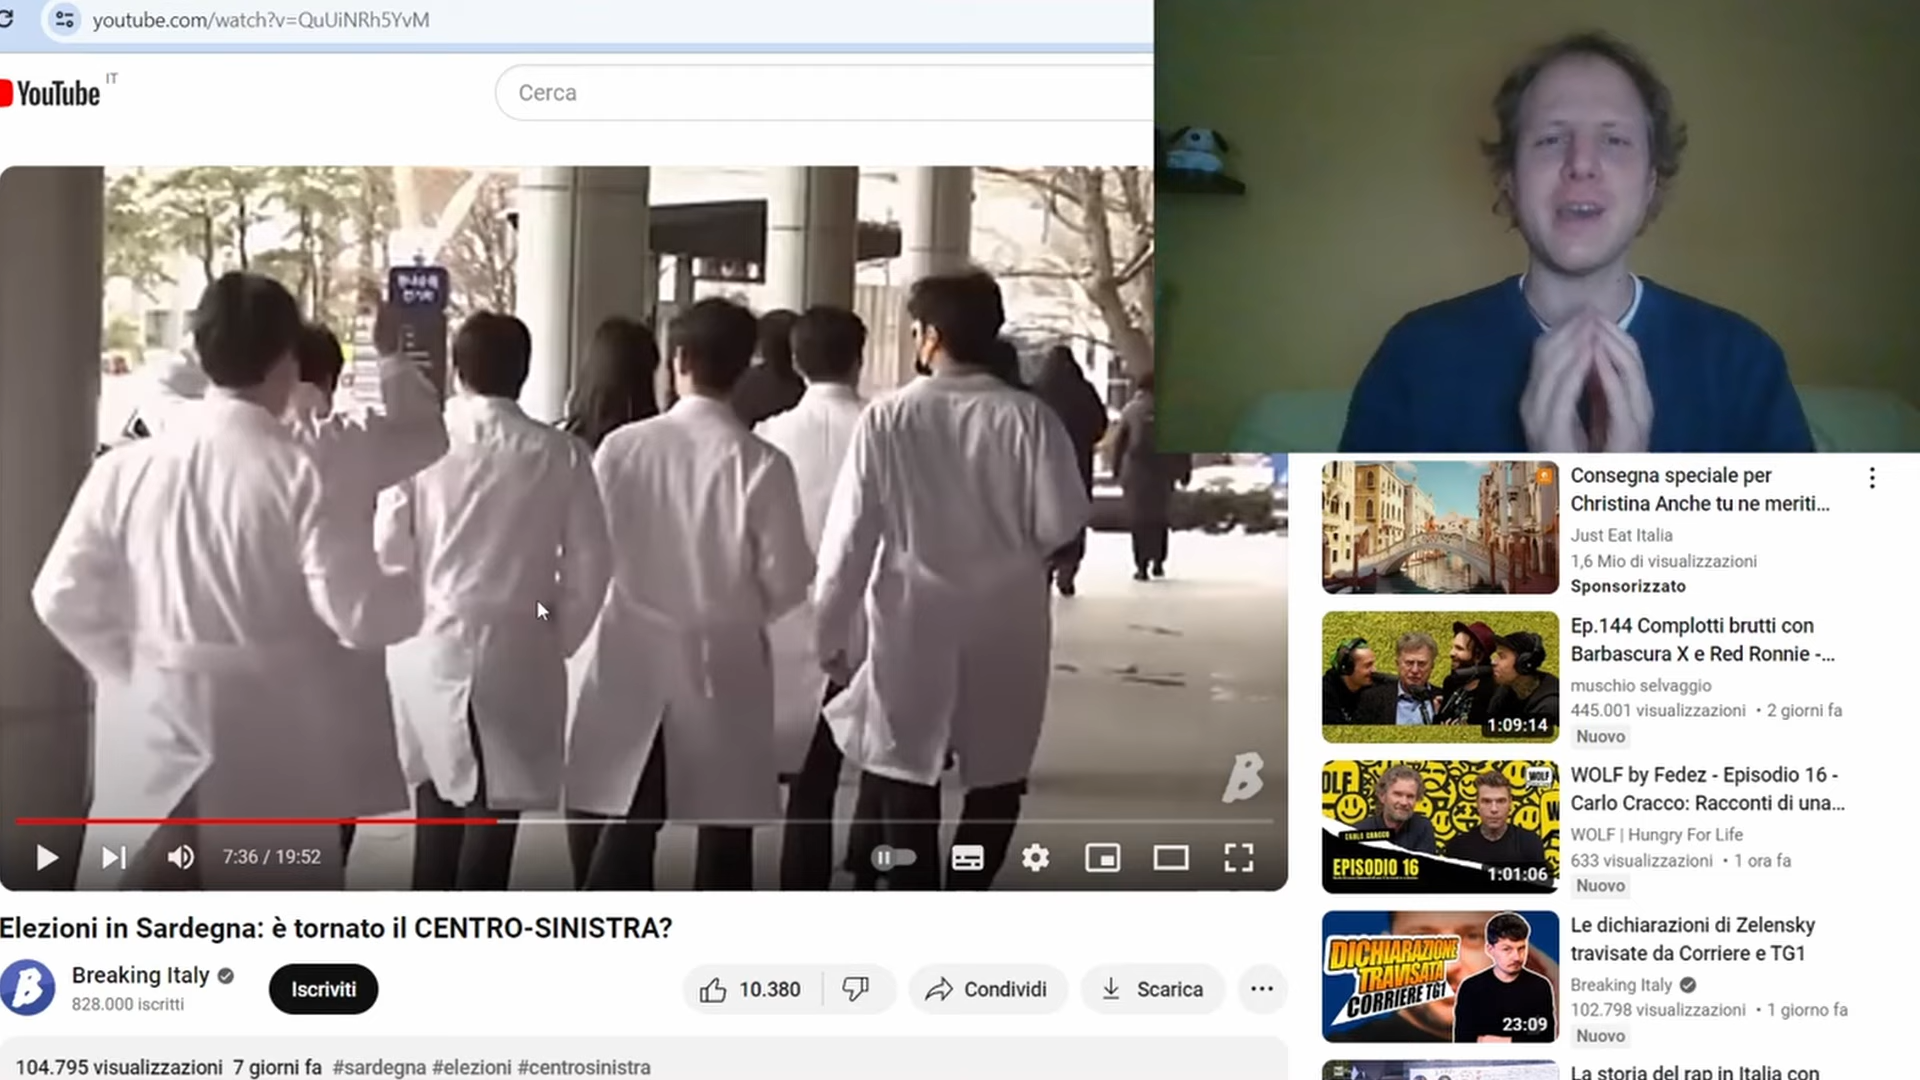 youtube.com/watch?v=QuUiNRh5YvM
YouTube IT
Cerca
7:36 / 19:52
Elezioni in Sardegna: è tornato il CENTRO-SINISTRA?
Breaking Italy
828.000 iscritti
Iscriviti
10.380
Condividi
Scarica
104.795 visualizzazioni 7 giorni fa #sardegna #elezioni #centrosinistra
Consegna speciale per
Christina Anche tu ne meriti...
Just Eat Italia
1,6 Mio di visualizzazioni
Sponsorizzato
1:09:14
Ep.144 Complotti brutti con
Barbascura X e Red Ronnie -...
muschio selvaggio
445.001 visualizzazioni • 2 giorni fa
Nuovo
WOLF
CARLO CRACCO
EPISODIO 16
1:01:06
WOLF by Fedez - Episodio 16 -
Carlo Cracco: Racconti di una...
WOLF | Hungry For Life
633 visualizzazioni • 1 ora fa
Nuovo
DICHIARAZIONE
TRAVISATA
CORRIERE TG1
23:09
Le dichiarazioni di Zelensky
travisate da Corriere e TG1
Breaking Italy
102.798 visualizzazioni • 1 giorno fa
Nuovo
La storia del rap in Italia con